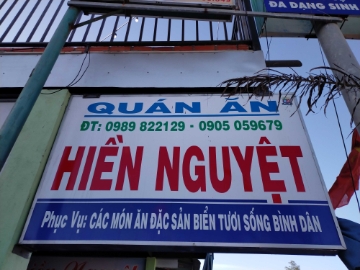 ĐA DẠNG SINH
QUÁN ĂN
ĐT: 0989 822129 - 0905 059679
HIỀN NGUYỆT
Phục Vụ: CÁC MÓN ĂN ĐẶC SẢN BIỂN TƯƠI SỐNG BÌNH DÂN